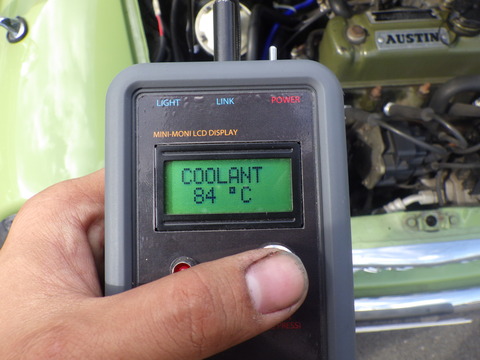 AUSTIN
LIGHT LINK POWER
MINI-MONI LCD DISPLAY
COOLANT
84 °C